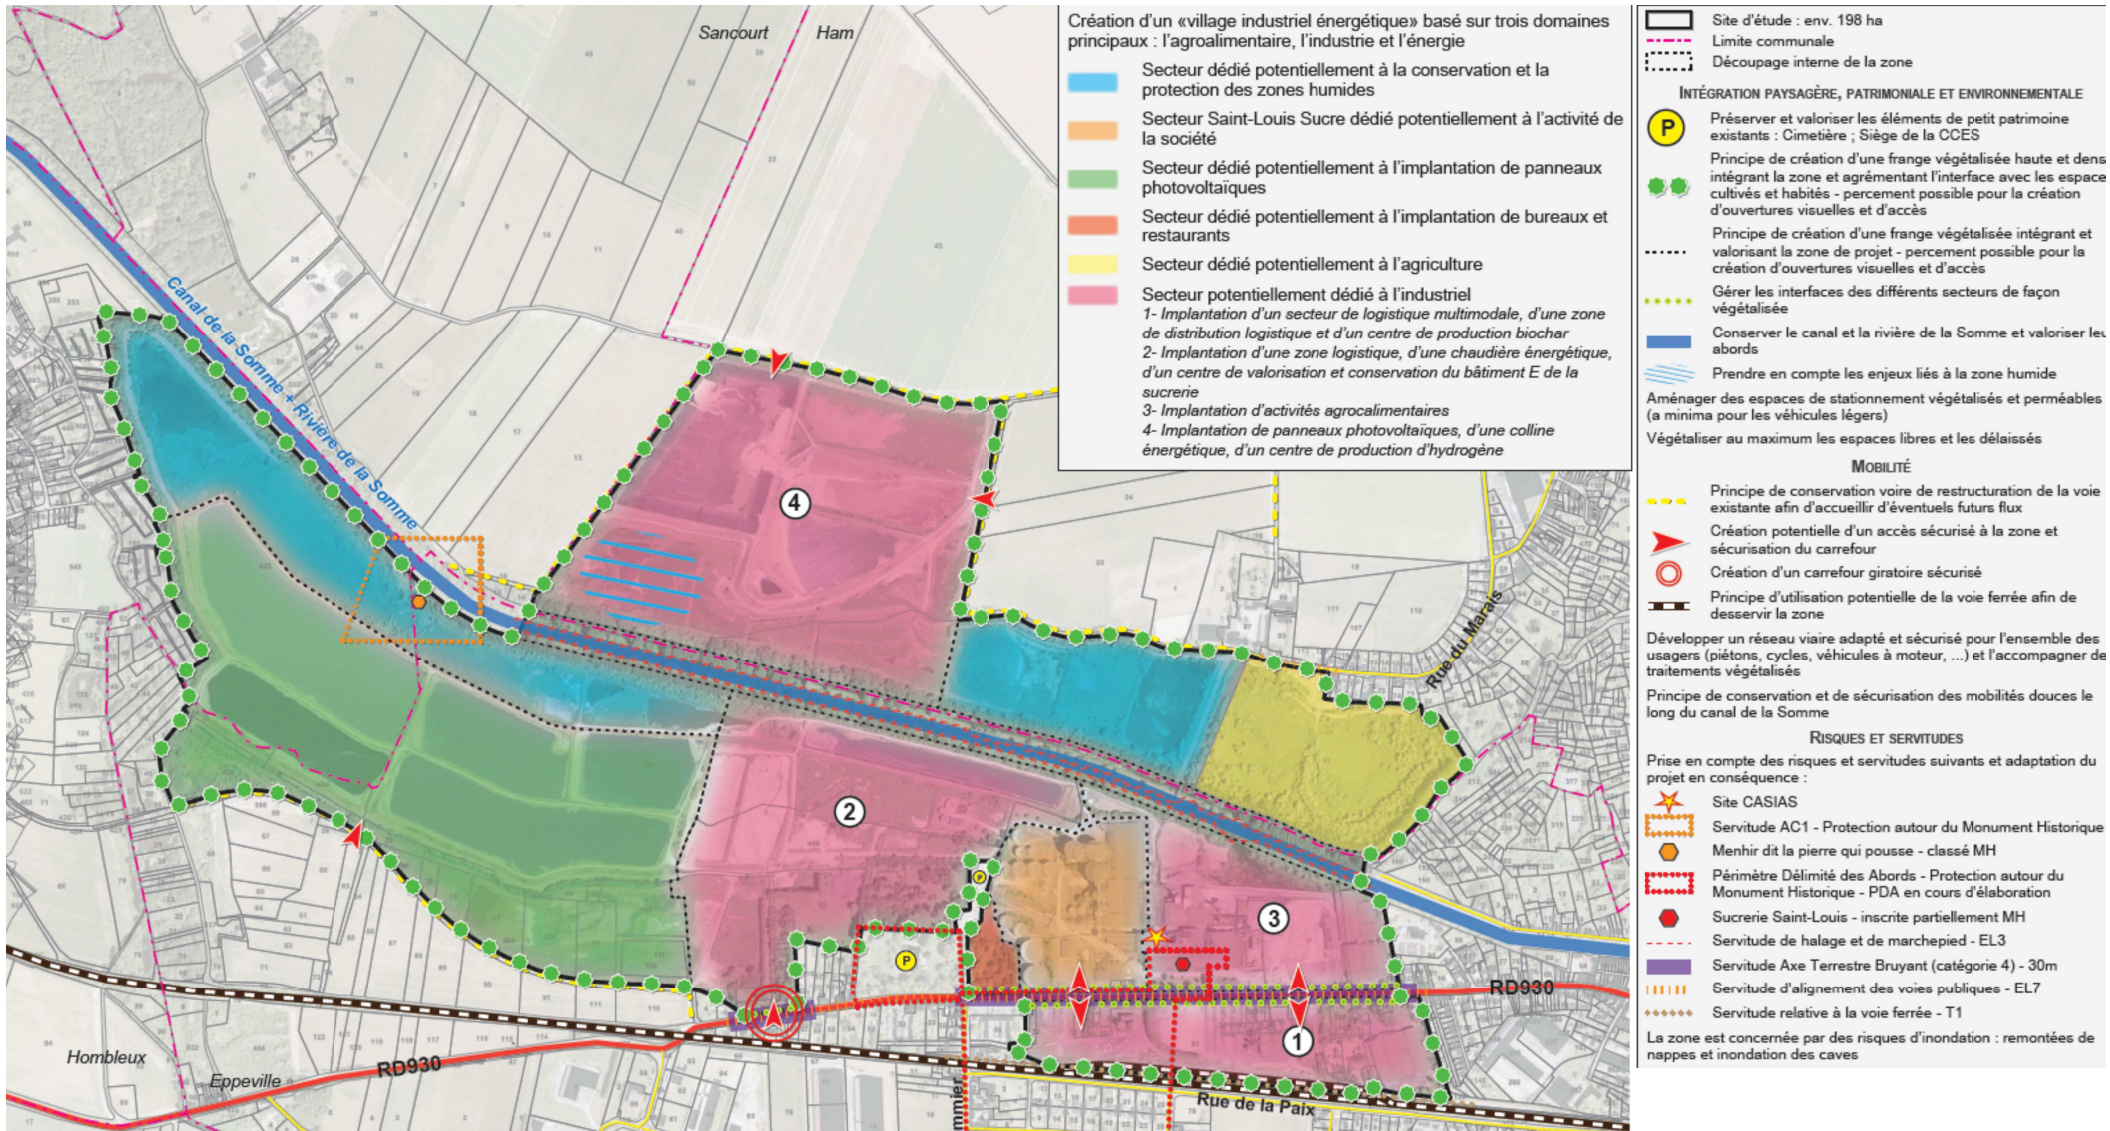 Sancourt
Ham
Canal de la Somme + Rivière de la Somme
Rue du Marais
4
2
3
1
P
P
RD930
RD930
Hombleux
Eppeville
Rue de la Paix
mmier
Création d'un «village industriel énergétique» basé sur trois domaines
principaux : l'agroalimentaire, l'industrie et l'énergie
Secteur dédié potentiellement à la conservation et la
protection des zones humides
Secteur Saint-Louis Sucre dédié potentiellement à l'activité de
la société
Secteur dédié potentiellement à l'implantation de panneaux
photovoltaïques
Secteur dédié potentiellement à l'implantation de bureaux et
restaurants
Secteur dédié potentiellement à l'agriculture
Secteur potentiellement dédié à l'industriel
1- Implantation d'un secteur de logistique multimodale, d'une zone
de distribution logistique et d'un centre de production biochar
2- Implantation d'une zone logistique, d'une chaudière énergétique,
d'un centre de valorisation et conservation du bâtiment E de la
sucrerie
3- Implantation d'activités agrocalimentaires
4- Implantation de panneaux photovoltaïques, d'une colline
énergétique, d'un centre de production d'hydrogène
Site d'étude : env. 198 ha
Limite communale
Découpage interne de la zone
INTÉGRATION PAYSAGÈRE, PATRIMONIALE ET ENVIRONNEMENTALE
P
Préserver et valoriser les éléments de petit patrimoine
existants : Cimetière ; Siège de la CCES
Principe de création d'une frange végétalisée haute et dens
intégrant la zone et agrémentant l'interface avec les espace
cultivés et habités - percement possible pour la création
d'ouvertures visuelles et d'accès
Principe de création d'une frange végétalisée intégrant et
valorisant la zone de projet - percement possible pour la
création d'ouvertures visuelles et d'accès
Gérer les interfaces des différents secteurs de façon
végétalisée
Conserver le canal et la rivière de la Somme et valoriser leu
abords
Prendre en compte les enjeux liés à la zone humide
Aménager des espaces de stationnement végétalisés et perméables
(a minima pour les véhicules légers)
Végétaliser au maximum les espaces libres et les délaissés
MOBILITÉ
Principe de conservation voire de restructuration de la voie
existante afin d'accueillir d'éventuels futurs flux
Création potentielle d'un accès sécurisé à la zone et
sécurisation du carrefour
Création d'un carrefour giratoire sécurisé
Principe d'utilisation potentielle de la voie ferrée afin de
desservir la zone
Développer un réseau viaire adapté et sécurisé pour l'ensemble des
usagers (piétons, cycles, véhicules à moteur, ...) et l'accompagner de
traitements végétalisés
Principe de conservation et de sécurisation des mobilités douces le
long du canal de la Somme
RISQUES ET SERVITUDES
Prise en compte des risques et servitudes suivants et adaptation du
projet en conséquence :
Site CASIAS
Servitude AC1 - Protection autour du Monument Historique
Menhir dit la pierre qui pousse - classé MH
Périmètre Délimité des Abords - Protection autour du
Monument Historique - PDA en cours d'élaboration
Sucrerie Saint-Louis - inscrite partiellement MH
Servitude de halage et de marchepied - EL3
Servitude Axe Terrestre Bruyant (catégorie 4) - 30m
Servitude d'alignement des voies publiques - EL7
Servitude relative à la voie ferrée - T1
La zone est concernée par des risques d'inondation : remontées de
nappes et inondation des caves